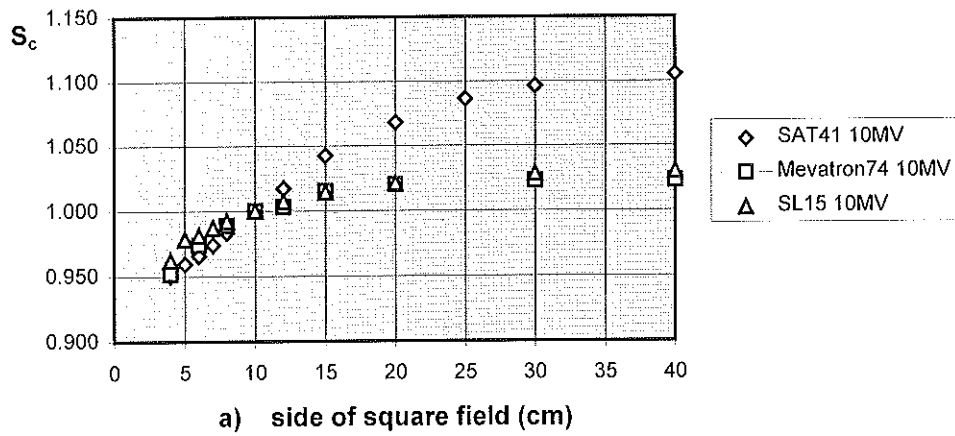 S_c
1.150
1.100
1.050
1.000
0.950
0.900
0 5 10 15 20 25 30 35 40
a) side of square field (cm)
SAT41 10MV
Mevatron74 10MV
SL15 10MV